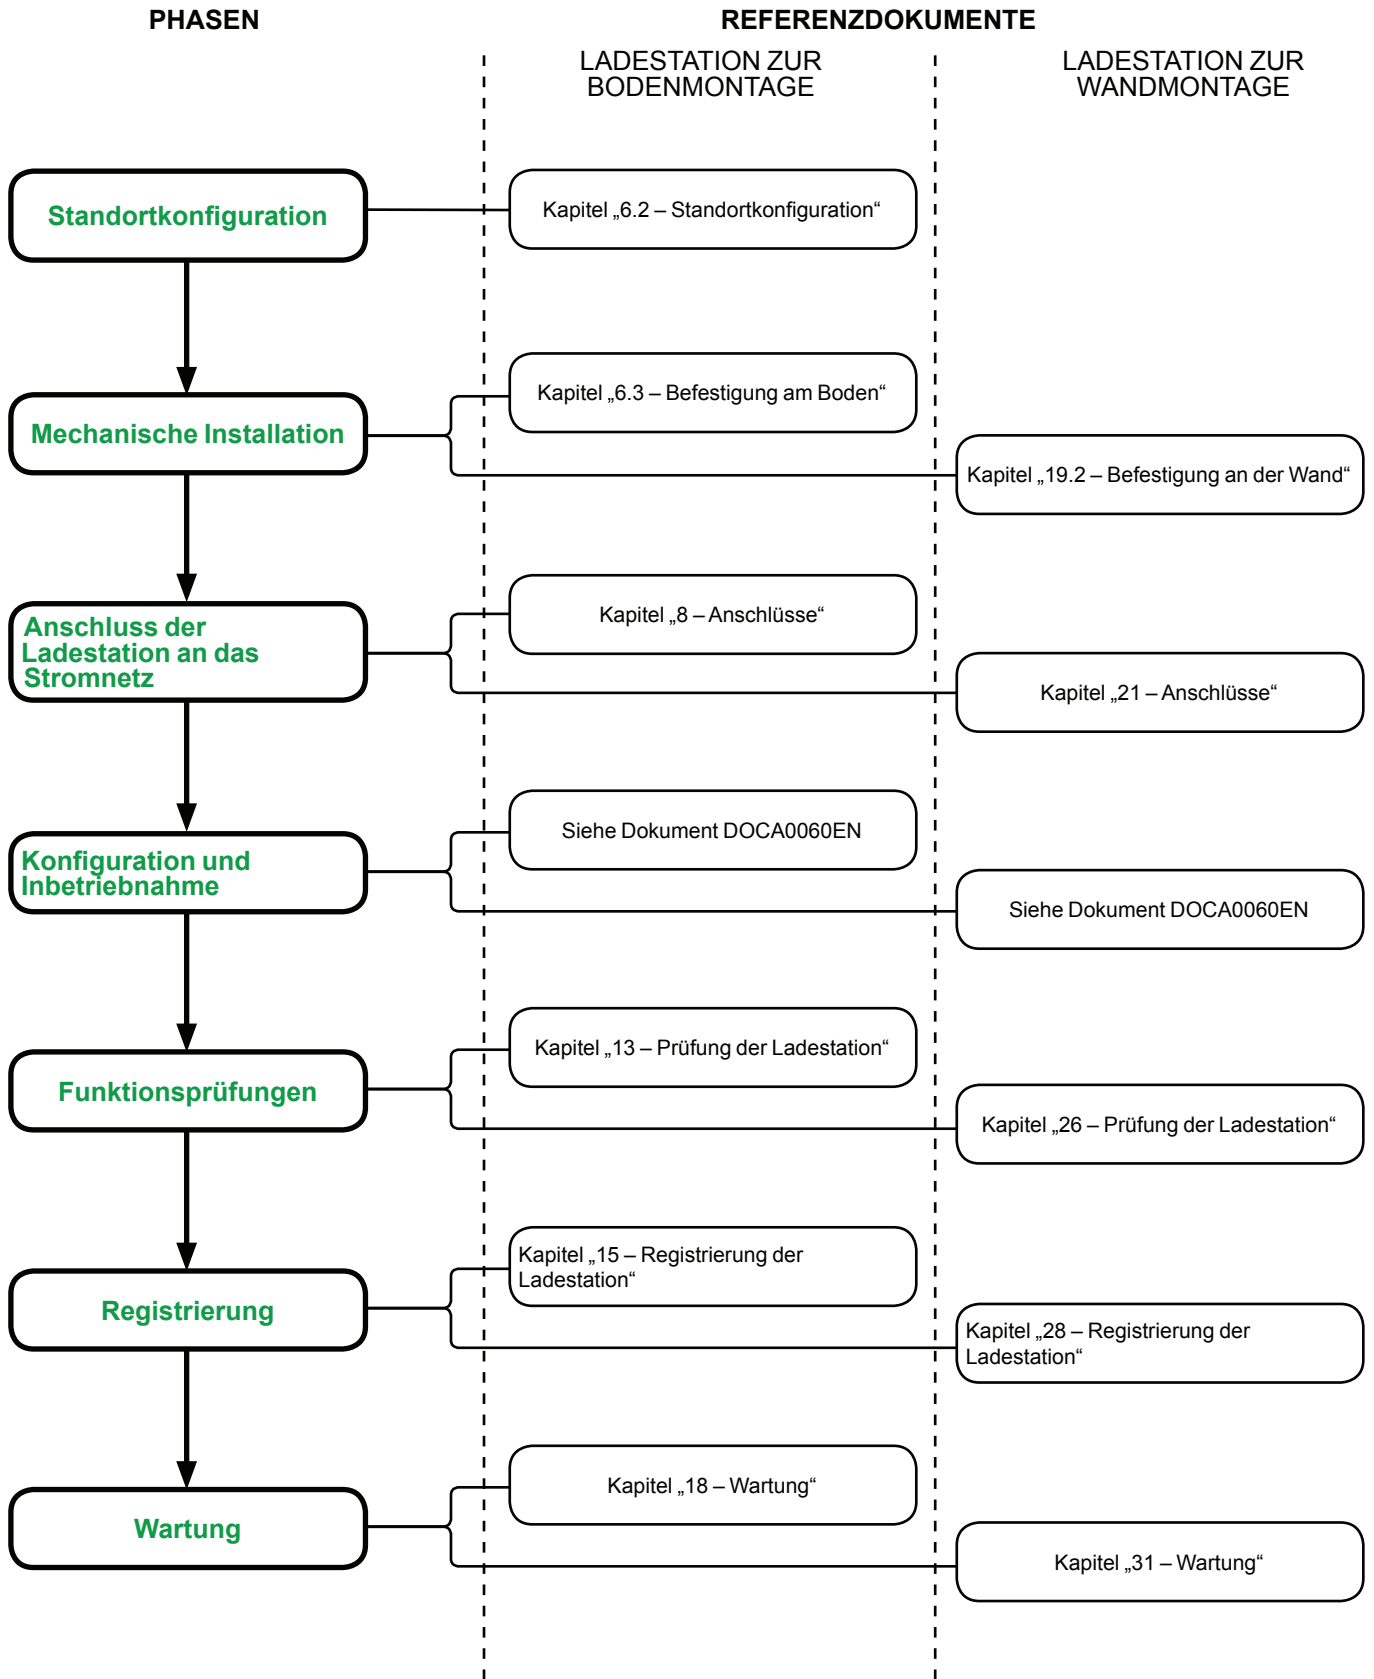 PHASEN
REFERENZDOKUMENTE
LADESTATION ZUR
BODENMONTAGE
LADESTATION ZUR
WANDMONTAGE
Standortkonfiguration
Kapitel „6.2 – Standortkonfiguration“
Mechanische Installation
Kapitel „6.3 – Befestigung am Boden“
Kapitel „19.2 – Befestigung an der Wand“
Anschluss der
Ladestation an das
Stromnetz
Kapitel „8 – Anschlüsse“
Kapitel „21 – Anschlüsse“
Konfiguration und
Inbetriebnahme
Siehe Dokument DOCA0060EN
Siehe Dokument DOCA0060EN
Funktionsprüfungen
Kapitel „13 – Prüfung der Ladestation“
Kapitel „26 – Prüfung der Ladestation“
Registrierung
Kapitel „15 – Registrierung der
Ladestation“
Kapitel „28 – Registrierung der
Ladestation“
Wartung
Kapitel „18 – Wartung“
Kapitel „31 – Wartung“